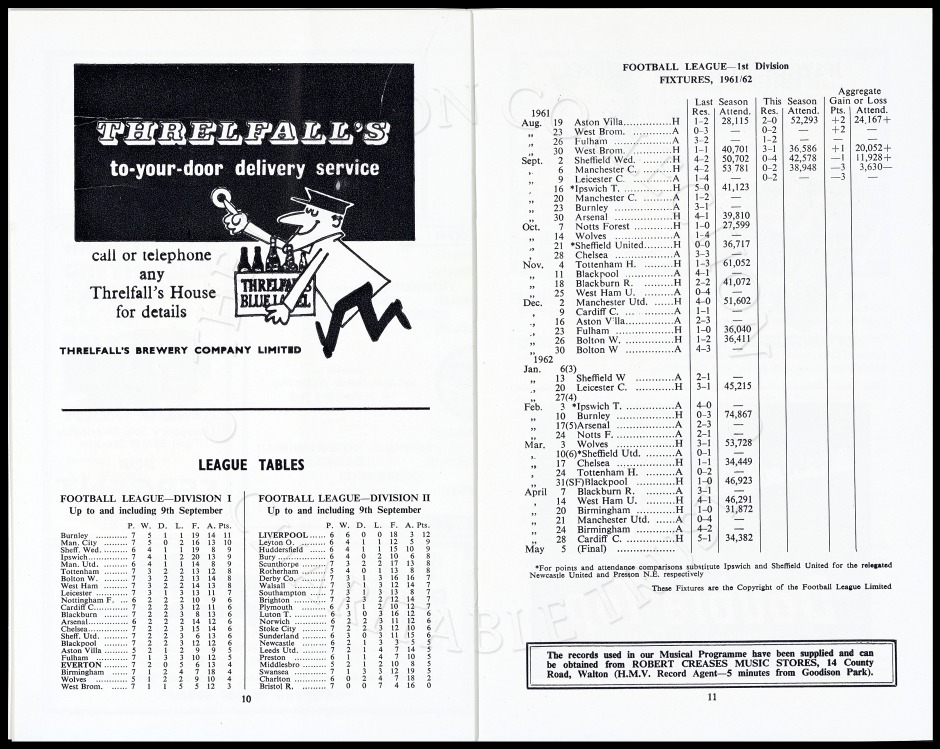 THRELFALL'S
to-your-door delivery service
call or telephone
any
Threlfall's House
for details
THRELFALL'S
BLUE LABEL
THRELFALL'S BREWERY COMPANY LIMITED
LEAGUE TABLES
FOOTBALL LEAGUE—DIVISION I
Up to and including 9th September
P. W. D. L. F. A. Pts.
Burnley ............ 7 5 1 1 19 14 11
Man. City ......... 7 5 0 2 16 13 10
Sheff. Wed. ...... 6 4 1 1 19 8 9
Ipswich............ 7 4 1 2 20 13 9
Man. Utd. ......... 6 4 1 1 14 8 9
Tottenham ...... 7 3 2 2 13 12 8
Bolton W. ......... 7 3 2 2 13 14 8
West Ham ...... 7 3 2 2 14 13 8
Leicester ......... 7 3 1 3 13 11 7
Nottingham F. ... 6 2 2 2 10 9 6
Cardiff C. ......... 7 2 2 3 12 11 6
Blackburn ......... 7 2 2 3 8 13 6
Arsenal............ 6 2 2 2 14 12 6
Chelsea............ 7 2 2 3 15 14 6
Sheff. Utd. ...... 7 2 2 3 6 13 6
Blackpool ......... 7 2 2 3 12 12 6
Aston Villa ...... 5 2 1 2 9 9 5
Fulham ............ 7 1 3 3 10 12 5
EVERTON ......... 7 2 0 5 6 13 4
Birmingham ...... 7 1 2 4 7 18 4
Wolves ............ 5 1 2 2 9 10 4
West Brom. ...... 7 1 1 5 5 12 3
FOOTBALL LEAGUE—DIVISION II
Up to and including 9th September
P. W. D. L. F. A. Pts.
LIVERPOOL...... 6 6 0 0 18 3 12
Leyton O. ......... 6 4 1 1 12 5 9
Huddersfield ...... 6 4 1 1 15 10 9
Bury ............... 6 4 0 2 10 6 8
Scunthorpe ...... 7 3 2 2 17 13 8
Rotherham ...... 5 4 0 1 13 8 8
Derby Co. ......... 7 3 1 3 16 16 7
Walsall ............ 7 3 1 3 12 14 7
Southampton ... 7 3 1 3 13 8 7
Brighton ......... 7 2 3 2 12 14 7
Plymouth ......... 6 3 1 2 10 12 7
Luton T. ......... 6 3 0 3 16 12 6
Norwich ......... 6 2 2 3 11 12 6
Stoke City ...... 7 2 2 3 12 10 6
Sunderland ...... 6 3 0 3 11 15 6
Newcastle ......... 6 2 1 3 3 5 5
Leeds Utd. ...... 7 2 1 4 7 14 5
Preston ............ 6 1 1 4 7 10 5
Middlesbro ...... 5 2 1 2 10 8 5
Swansea ......... 7 1 3 3 12 19 5
Charlton ......... 6 0 2 4 7 18 2
Bristol R. ......... 7 0 0 7 4 16 0
10
FOOTBALL LEAGUE—1st Division
FIXTURES, 1961/62
Last Season This Season Aggregate Gain or Loss
Res. Attend. Res. Attend. Pts. Attend.
1961
Aug. 19 Aston Villa...............H 1–2 28,115 2–0 52,293 +2 24,167+
,, 23 West Brom. ............A 0–3 — 0–2 — +2 —
,, 26 Fulham ..................A 3–2 — 1–2 — —
,, 30 West Brom. ............H 1–1 40,701 3–1 36,586 +1 20,052+
Sept. 2 Sheffield Wed. .........H 4–2 50,702 0–4 42,578 —1 11,928+
, 6 Manchester C. .........H 4–2 53 781 0–2 38,948 —3 3,630—
,, 9 Leicester C. ............A 1–4 — 0–2 — —3 —
,, 16 *Ipswich T. ...............H 5–0 41,123
,, 20 Manchester C. .........A 1–2 —
,, 23 Burnley ..................A 3–1 —
,, 30 Arsenal ..................H 4–1 39,810
Oct. 7 Notts Forest ............H 1–0 27,599
,, 14 Wolves ..................A 1–4 —
,, 21 *Sheffield United.........H 0–0 36,717
,, 28 Chelsea ..................A 3–3 —
Nov. 4 Tottenham H. .........H 1–3 61,052
,, 11 Blackpool ...............A 4–1 —
,, 18 Blackburn R. ............H 2–2 41,072
,, 25 West Ham U. .........A 0–4 —
Dec. 2 Manchester Utd. ......H 4–0 51,602
,, 9 Cardiff C. ...............A 1–1 —
,, 16 Aston V'lla...............A 2–3 —
,, 23 Fulham ..................H 1–0 36,040
,, 26 Bolton W. ...............H 1–2 36,411
,, 30 Bolton W ...............A 4–3 —
1962
Jan. 6(3)
,, 13 Sheffield W ............A 2–1 —
,, 20 Leicester C. ............H 3–1 45,215
,, 27(4)
Feb. 3 *Ipswich T. ...............A 4–0 —
,, 10 Burnley ..................H 0–3 74,867
,, 17(5)Arsenal ..................A 2–3 —
,, 24 Notts F. ..................A 2–1 —
Mar. 3 Wolves ..................H 3–1 53,728
, 10(6)*Sheffield Utd. .........A 0–1 —
,, 17 Chelsea ..................H 1–1 34,449
, 24 Tottenham H. .........A 0–2 —
,, 31(SF)Blackpool ............H 1–0 46,923
April 7 Blackburn R. ............A 3–1 —
,, 14 West Ham U. .........H 4–1 46,291
,, 20 Birmingham ............H 1–0 31,872
,, 21 Manchester Utd. ......A 0–4 —
,, 24 Birmingham ............A 4–2 —
,, 28 Cardiff C. ...............H 5–1 34,382
May 5 (Final) ..................
*For points and attendance comparisons substitute Ipswich and Sheffield United for the relegated
Newcastle United and Preston N.E. respectively
These Fixtures are the Copyright of the Football League Limited
The records used in our Musical Programme have been supplied and can
be obtained from ROBERT CREASES MUSIC STORES, 14 County
Road, Walton (H.M.V. Record Agent—5 minutes from Goodison Park).
11